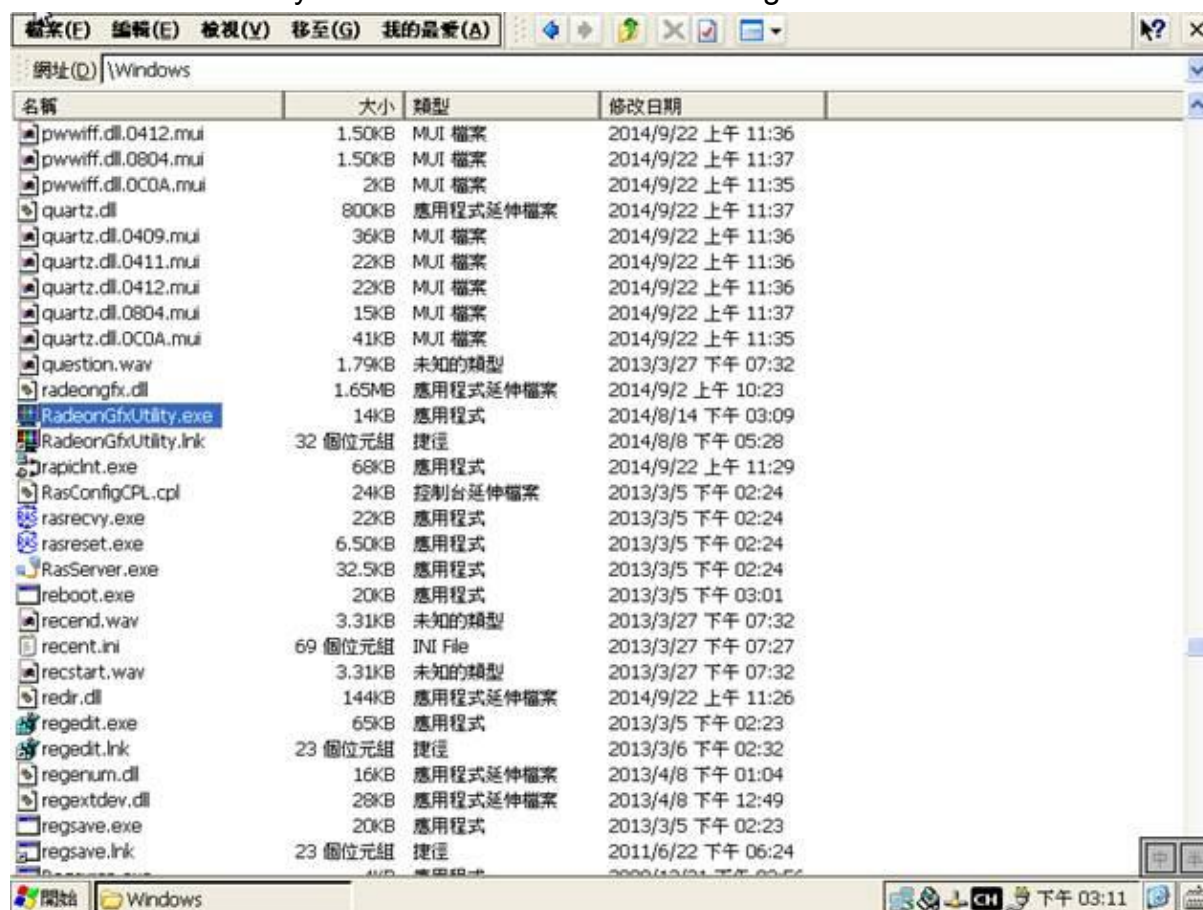 檔案(F) 編輯(E) 檢視(V) 移至(G) 我的最愛(A)
網址(D) \Windows
名稱 大小 類型 修改日期
pwwiff.dll.0412.mui 1.50KB MUI 檔案 2014/9/22 上午 11:36
pwwiff.dll.0804.mui 1.50KB MUI 檔案 2014/9/22 上午 11:37
pwwiff.dll.0C0A.mui 2KB MUI 檔案 2014/9/22 上午 11:35
quartz.dll 800KB 應用程式延伸檔案 2014/9/22 上午 11:37
quartz.dll.0409.mui 36KB MUI 檔案 2014/9/22 上午 11:36
quartz.dll.0411.mui 22KB MUI 檔案 2014/9/22 上午 11:36
quartz.dll.0412.mui 22KB MUI 檔案 2014/9/22 上午 11:36
quartz.dll.0804.mui 15KB MUI 檔案 2014/9/22 上午 11:37
quartz.dll.0C0A.mui 41KB MUI 檔案 2014/9/22 上午 11:35
question.wav 1.79KB 未知的類型 2013/3/27 下午 07:32
radeongfx.dll 1.65MB 應用程式延伸檔案 2014/9/2 上午 10:23
RadeonGfxUtility.exe 14KB 應用程式 2014/8/14 下午 03:09
RadeonGfxUtility.lnk 32 個位元組 捷徑 2014/8/8 下午 05:28
rapiclnt.exe 68KB 應用程式 2014/9/22 上午 11:29
RasConfigCPL.cpl 24KB 控制台延伸檔案 2013/3/5 下午 02:24
rasrecvy.exe 22KB 應用程式 2013/3/5 下午 02:24
rasreset.exe 6.50KB 應用程式 2013/3/5 下午 02:24
RasServer.exe 32.5KB 應用程式 2013/3/5 下午 02:24
reboot.exe 20KB 應用程式 2013/3/5 下午 03:01
recend.wav 3.31KB 未知的類型 2013/3/27 下午 07:32
recent.ini 69 個位元組 INI File 2013/3/27 下午 07:27
recstart.wav 3.31KB 未知的類型 2013/3/27 下午 07:32
redir.dll 144KB 應用程式延伸檔案 2014/9/22 上午 11:26
regedit.exe 65KB 應用程式 2013/3/5 下午 02:23
regedit.lnk 23 個位元組 捷徑 2013/3/6 下午 02:32
regenum.dll 16KB 應用程式延伸檔案 2013/4/8 下午 01:04
regextdev.dll 28KB 應用程式延伸檔案 2013/4/8 下午 12:49
regsave.exe 20KB 應用程式 2013/3/5 下午 02:23
regsave.lnk 23 個位元組 捷徑 2011/6/22 下午 06:24
中 半
開始 Windows CH 下午 03:11